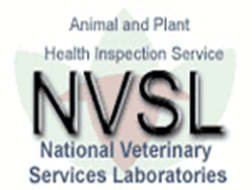 Animal and Plant
Health Inspection Service
NVSL
National Veterinary
Services Laboratories